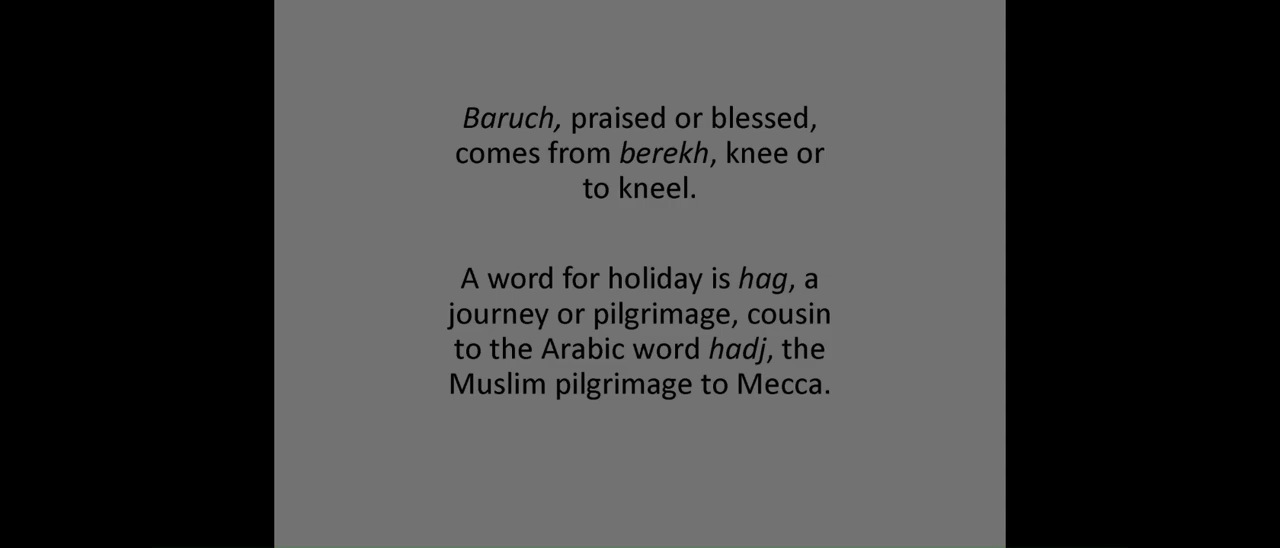 Baruch, praised or blessed,
comes from berekh, knee or
to kneel.
A word for holiday is hag, a
journey or pilgrimage, cousin
to the Arabic word hadj, the
Muslim pilgrimage to Mecca.